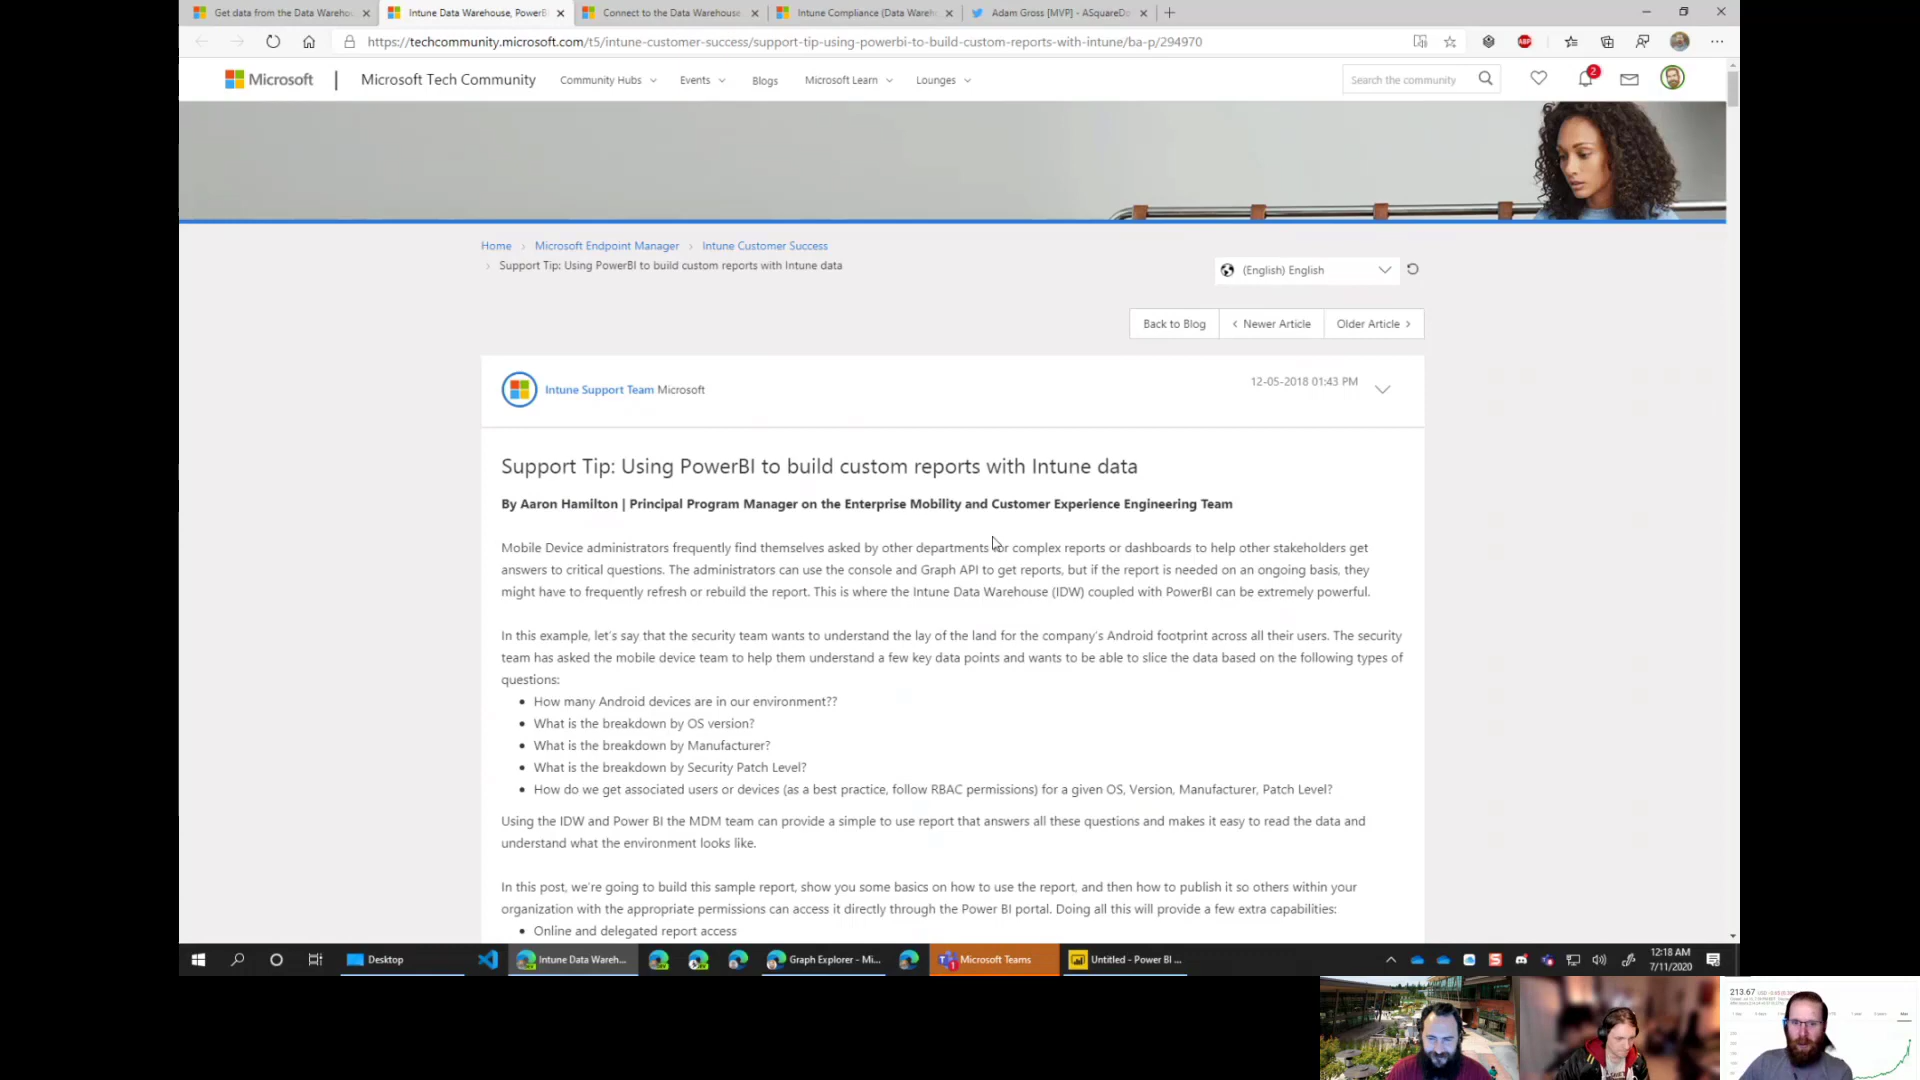 Get data from the Data Warehou
Intune Data Warehouse, PowerB
Connect to the Data Warehouse
Intune Compliance (Data Wareh
Adam Gross [MVP] - ASquareDo
https://techcommunity.microsoft.com/t5/intune-customer-success/support-tip-using-powerbi-to-build-custom-reports-with-intune/ba-p/294970
ABP
Microsoft
Microsoft Tech Community
Community Hubs
Events
Blogs
Microsoft Learn
Lounges
Search the community
2
Home › Microsoft Endpoint Manager › Intune Customer Success
› Support Tip: Using PowerBI to build custom reports with Intune data
(English) English
Back to Blog
‹ Newer Article
Older Article ›
Intune Support Team Microsoft
12-05-2018 01:43 PM
Support Tip: Using PowerBI to build custom reports with Intune data
By Aaron Hamilton | Principal Program Manager on the Enterprise Mobility and Customer Experience Engineering Team
Mobile Device administrators frequently find themselves asked by other departments for complex reports or dashboards to help other stakeholders get
answers to critical questions. The administrators can use the console and Graph API to get reports, but if the report is needed on an ongoing basis, they
might have to frequently refresh or rebuild the report. This is where the Intune Data Warehouse (IDW) coupled with PowerBI can be extremely powerful.
In this example, let's say that the security team wants to understand the lay of the land for the company's Android footprint across all their users. The security
team has asked the mobile device team to help them understand a few key data points and wants to be able to slice the data based on the following types of
questions:
• How many Android devices are in our environment??
• What is the breakdown by OS version?
• What is the breakdown by Manufacturer?
• What is the breakdown by Security Patch Level?
• How do we get associated users or devices (as a best practice, follow RBAC permissions) for a given OS, Version, Manufacturer, Patch Level?
Using the IDW and Power BI the MDM team can provide a simple to use report that answers all these questions and makes it easy to read the data and
understand what the environment looks like.
In this post, we're going to build this sample report, show you some basics on how to use the report, and then how to publish it so others within your
organization with the appropriate permissions can access it directly through the Power BI portal. Doing all this will provide a few extra capabilities:
• Online and delegated report access
Desktop
Intune Data Wareh...
Graph Explorer - Mi...
Microsoft Teams
Untitled - Power BI ...
12:18 AM
7/11/2020
213.67